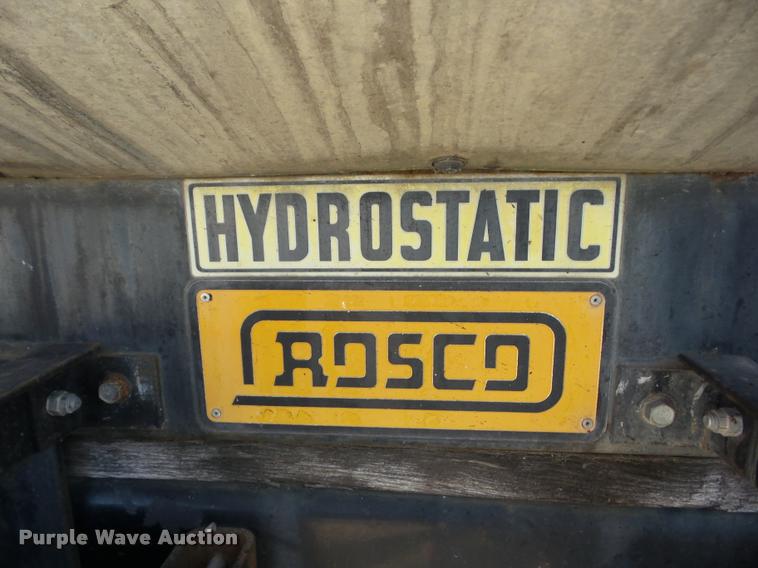 HYDROSTATIC
ROSCO
Purple Wave Auction